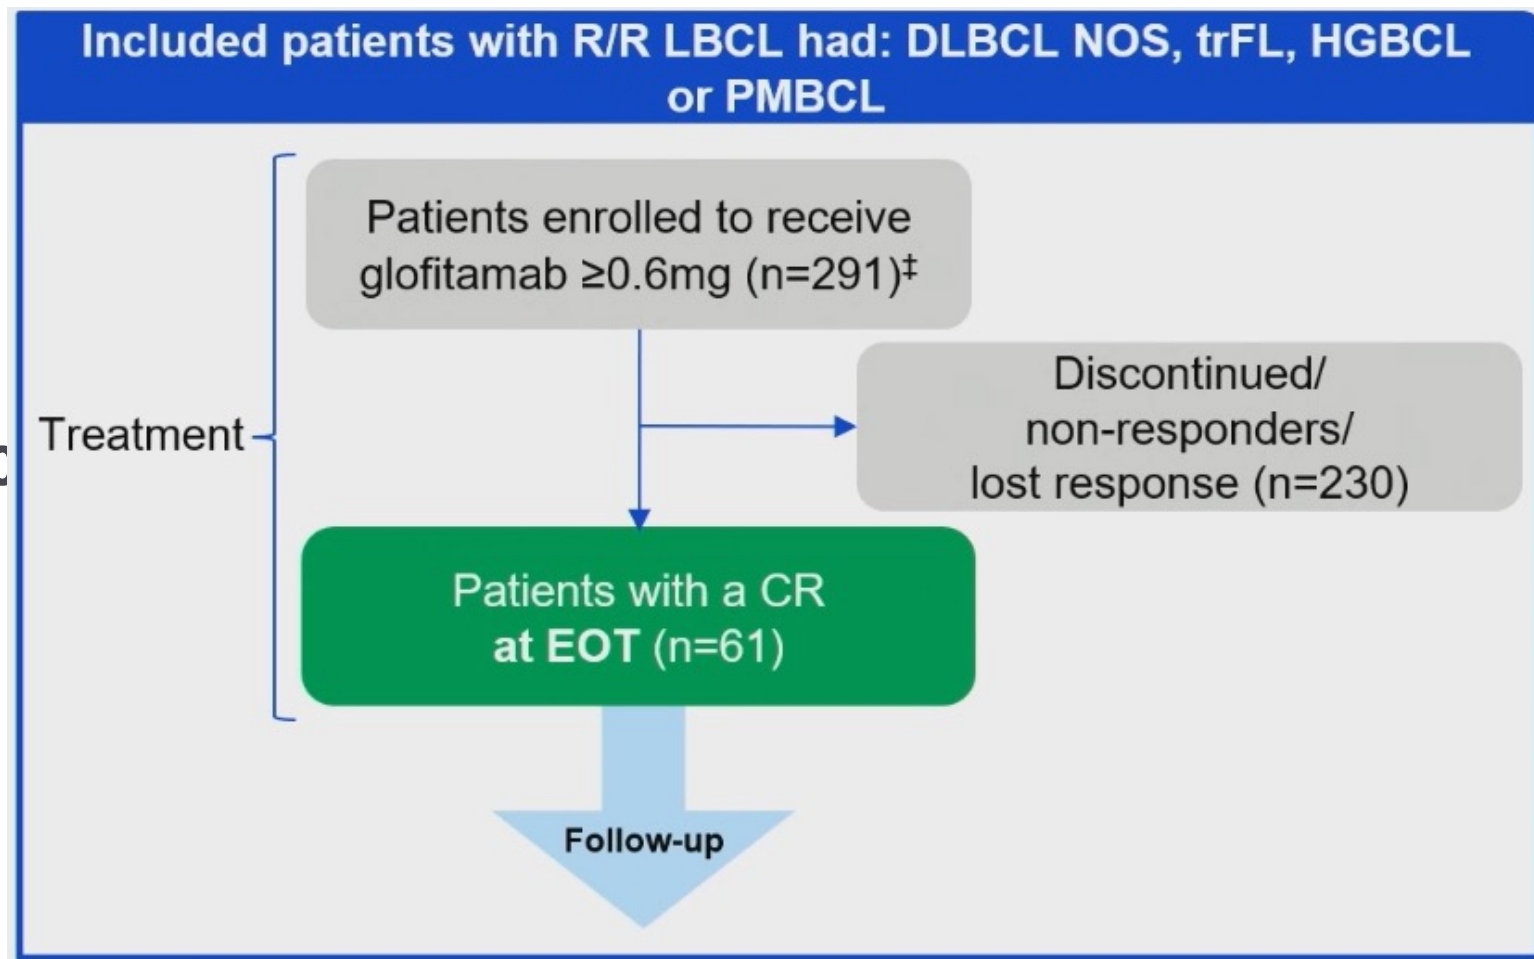 Included patients with R/R LBCL had: DLBCL NOS, trFL, HGBCL
or PMBCL
Patients enrolled to receive
glofitamab ≥0.6mg (n=291)‡
Discontinued/
non-responders/
lost response (n=230)
Treatment
Patients with a CR
at EOT (n=61)
Follow-up